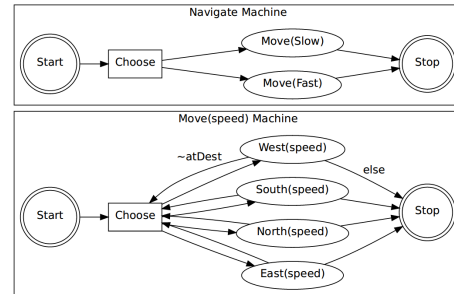 Navigate Machine
Start
Choose
Move(Slow)
Move(Fast)
Stop
Move(speed) Machine
Start
Choose
~atDest
West(speed)
South(speed)
North(speed)
East(speed)
else
Stop